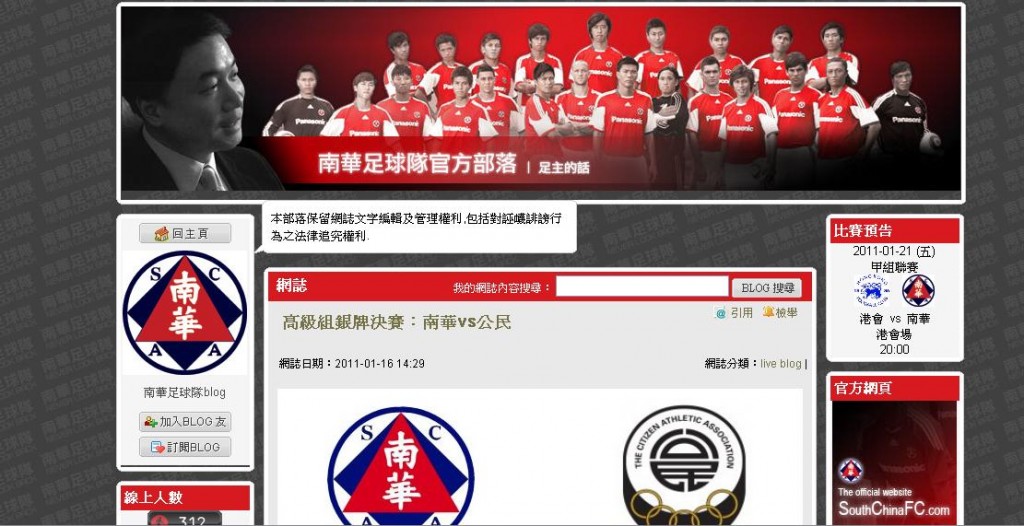 南華足球隊官方部落 | 足主的話
本部落保留網誌文字編輯及管理權利,包括對誣衊誹謗行
為之法律追究權利.
回主頁
S C
南華
A A
南華足球隊blog
加入BLOG 友
訂閱BLOG
線上人數
312
網誌
我的網誌內容搜尋：
BLOG 搜尋
引用
檢舉
高級組銀牌決賽：南華vs公民
網誌日期：2011-01-16 14:29
網誌分類：live blog |
S C
南華
A A
THE CITIZEN ATHLETIC ASSOCIATION
比賽預告
2011-01-21 (五)
甲組聯賽
港會 vs 南華
港會場
20:00
官方網頁
The official website
SouthChinaFC.com